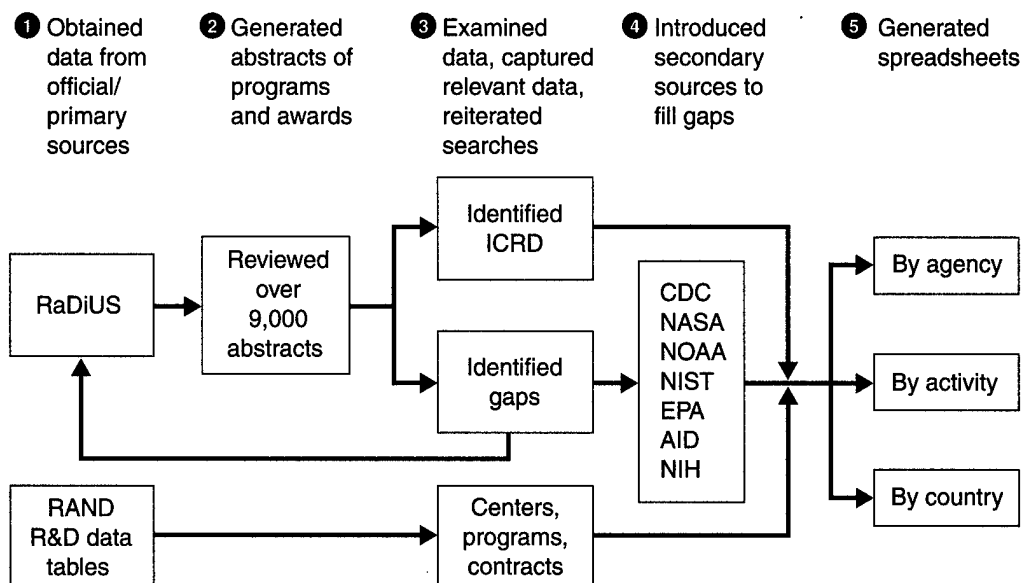 1 Obtained
data from
official/
primary
sources
2 Generated
abstracts of
programs
and awards
3 Examined
data, captured
relevant data,
reiterated
searches
4 Introduced
secondary
sources to
fill gaps
5 Generated
spreadsheets
RaDiUS
Reviewed
over
9,000
abstracts
Identified
ICRD
Identified
gaps
CDC
NASA
NOAA
NIST
EPA
AID
NIH
By agency
By activity
By country
RAND
R&D data
tables
Centers,
programs,
contracts